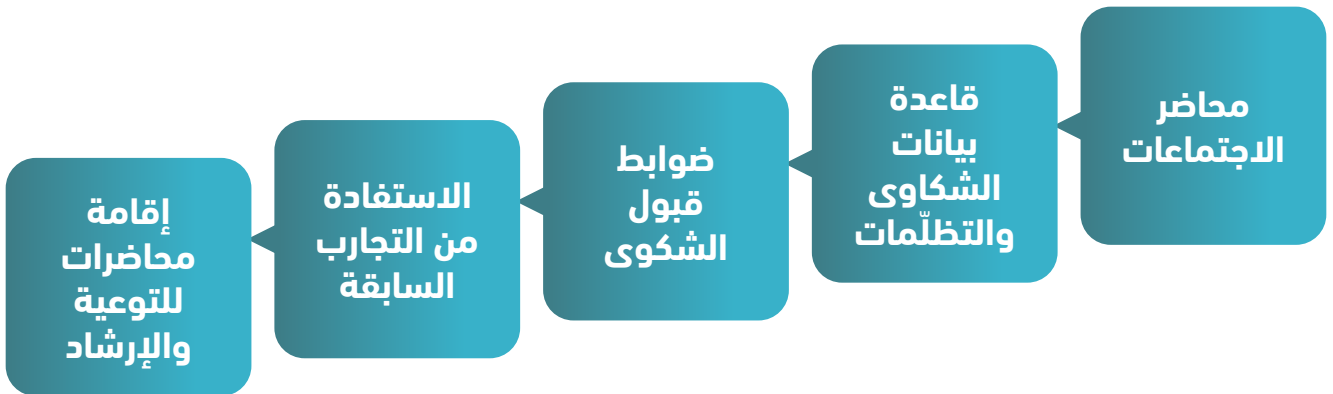 محاضر
الاجتماعات
قاعدة
بيانات
الشكاوى
والتظلّمات
ضوابط
قبول
الشكوى
الاستفادة
من التجارب
السابقة
إقامة
محاضرات
للتوعية
والإرشاد